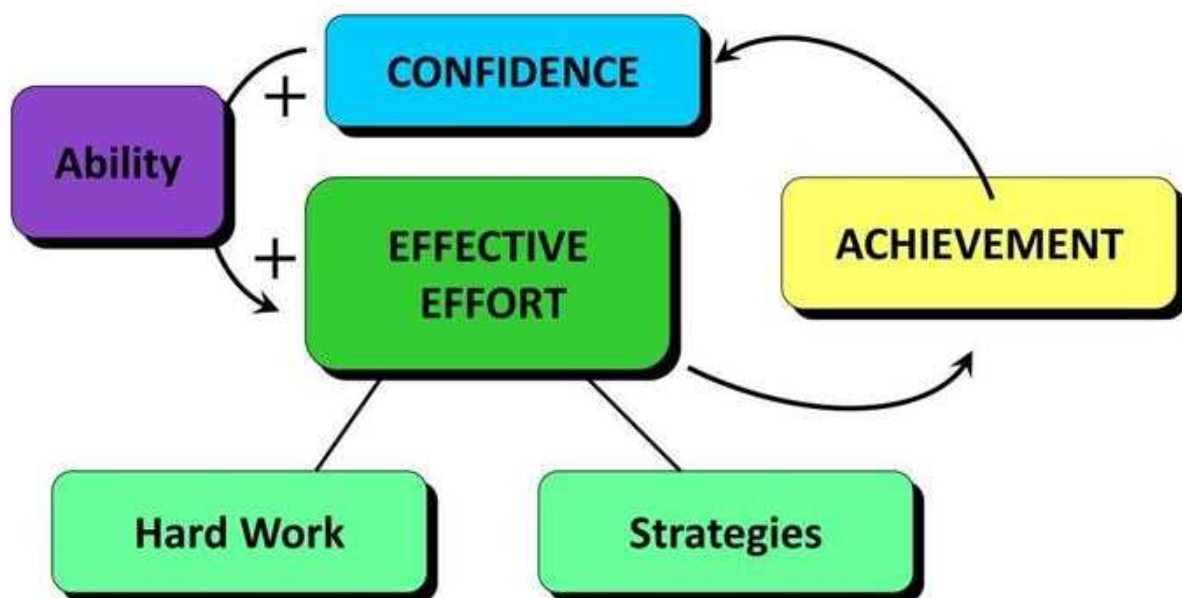 CONFIDENCE
+
Ability
+
EFFECTIVE
EFFORT
ACHIEVEMENT
Hard Work
Strategies